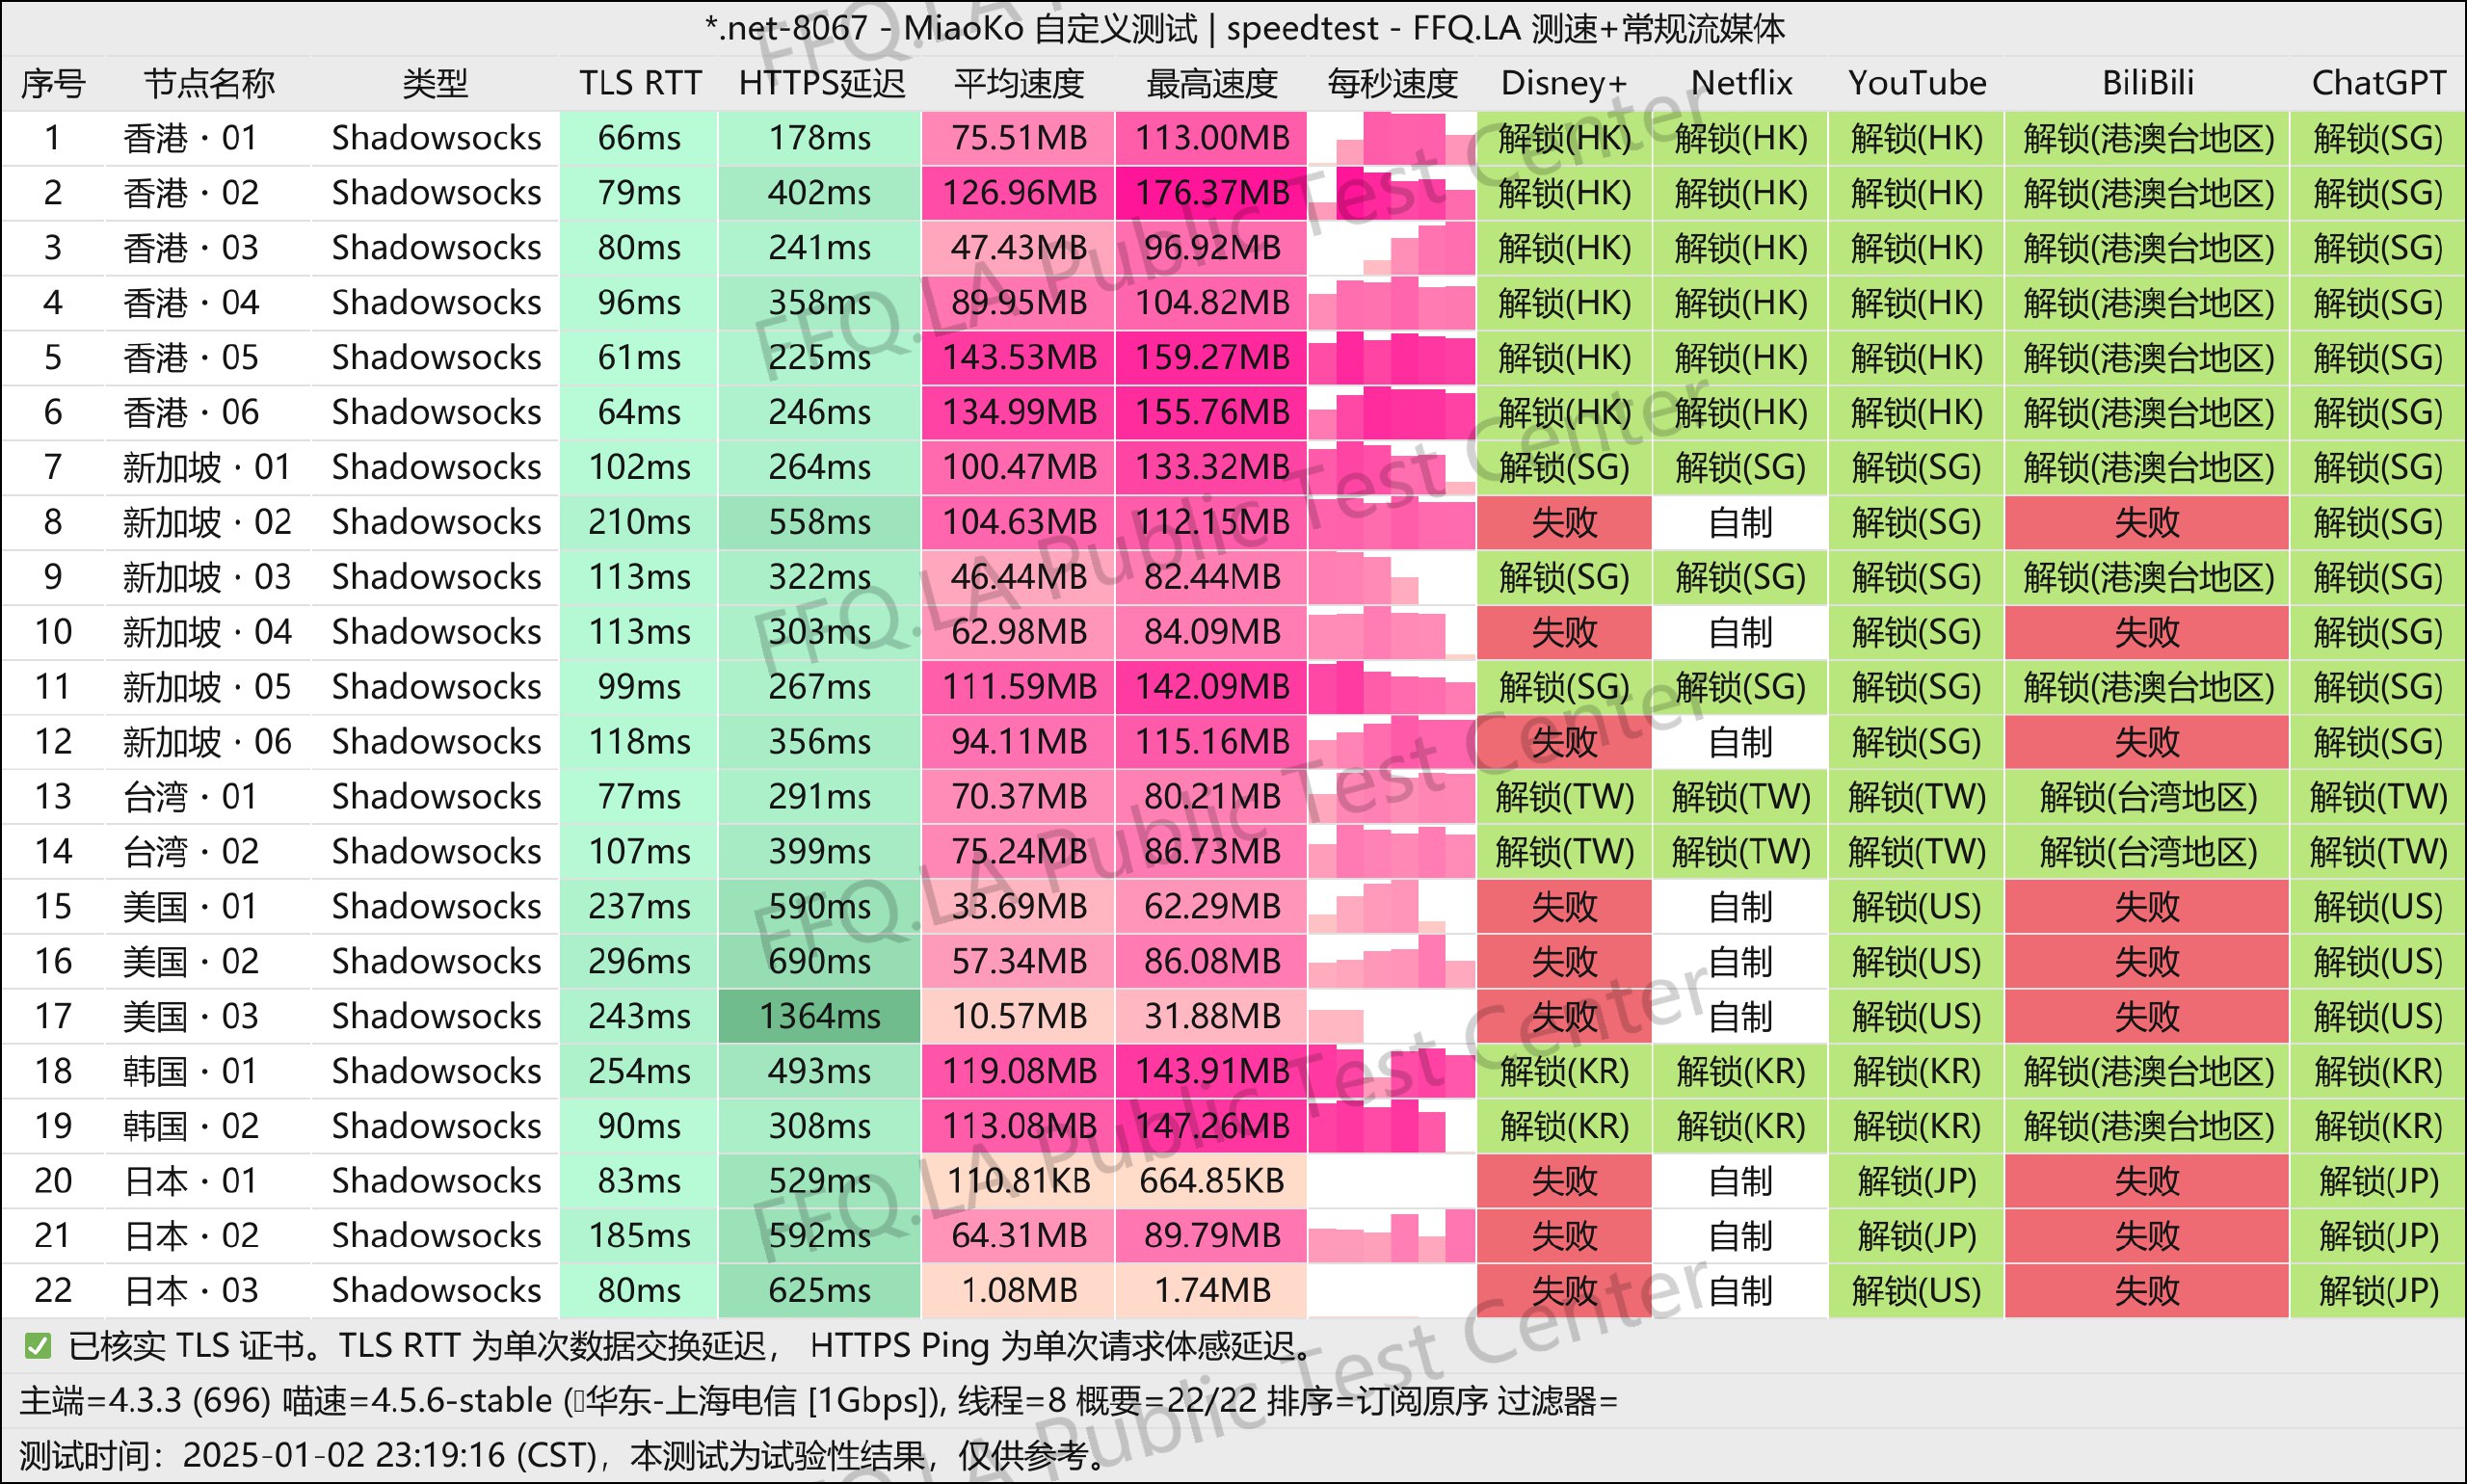 *.net-8067 - MiaoKo 自定义测试 | speedtest - FFQ.LA 测速+常规流媒体
序号 节点名称 类型 TLS RTT HTTPS延迟 平均速度 最高速度 每秒速度 Disney+ Netflix YouTube BiliBili ChatGPT
1 香港・01 Shadowsocks 66ms 178ms 75.51MB 113.00MB 解锁(HK) 解锁(HK) 解锁(HK) 解锁(港澳台地区) 解锁(SG)
2 香港・02 Shadowsocks 79ms 402ms 126.96MB 176.37MB 解锁(HK) 解锁(HK) 解锁(HK) 解锁(港澳台地区) 解锁(SG)
3 香港・03 Shadowsocks 80ms 241ms 47.43MB 96.92MB 解锁(HK) 解锁(HK) 解锁(HK) 解锁(港澳台地区) 解锁(SG)
4 香港・04 Shadowsocks 96ms 358ms 89.95MB 104.82MB 解锁(HK) 解锁(HK) 解锁(HK) 解锁(港澳台地区) 解锁(SG)
5 香港・05 Shadowsocks 61ms 225ms 143.53MB 159.27MB 解锁(HK) 解锁(HK) 解锁(HK) 解锁(港澳台地区) 解锁(SG)
6 香港・06 Shadowsocks 64ms 246ms 134.99MB 155.76MB 解锁(HK) 解锁(HK) 解锁(HK) 解锁(港澳台地区) 解锁(SG)
7 新加坡・01 Shadowsocks 102ms 264ms 100.47MB 133.32MB 解锁(SG) 解锁(SG) 解锁(SG) 解锁(港澳台地区) 解锁(SG)
8 新加坡・02 Shadowsocks 210ms 558ms 104.63MB 112.15MB 失败 自制 解锁(SG) 失败 解锁(SG)
9 新加坡・03 Shadowsocks 113ms 322ms 46.44MB 82.44MB 解锁(SG) 解锁(SG) 解锁(SG) 解锁(港澳台地区) 解锁(SG)
10 新加坡・04 Shadowsocks 113ms 303ms 62.98MB 84.09MB 失败 自制 解锁(SG) 失败 解锁(SG)
11 新加坡・05 Shadowsocks 99ms 267ms 111.59MB 142.09MB 解锁(SG) 解锁(SG) 解锁(SG) 解锁(港澳台地区) 解锁(SG)
12 新加坡・06 Shadowsocks 118ms 356ms 94.11MB 115.16MB 失败 自制 解锁(SG) 失败 解锁(SG)
13 台湾・01 Shadowsocks 77ms 291ms 70.37MB 80.21MB 解锁(TW) 解锁(TW) 解锁(TW) 解锁(台湾地区) 解锁(TW)
14 台湾・02 Shadowsocks 107ms 399ms 75.24MB 86.73MB 解锁(TW) 解锁(TW) 解锁(TW) 解锁(台湾地区) 解锁(TW)
15 美国・01 Shadowsocks 237ms 590ms 33.69MB 62.29MB 失败 自制 解锁(US) 失败 解锁(US)
16 美国・02 Shadowsocks 296ms 690ms 57.34MB 86.08MB 失败 自制 解锁(US) 失败 解锁(US)
17 美国・03 Shadowsocks 243ms 1364ms 10.57MB 31.88MB 失败 自制 解锁(US) 失败 解锁(US)
18 韩国・01 Shadowsocks 254ms 493ms 119.08MB 143.91MB 解锁(KR) 解锁(KR) 解锁(KR) 解锁(港澳台地区) 解锁(KR)
19 韩国・02 Shadowsocks 90ms 308ms 113.08MB 147.26MB 解锁(KR) 解锁(KR) 解锁(KR) 解锁(港澳台地区) 解锁(KR)
20 日本・01 Shadowsocks 83ms 529ms 110.81KB 664.85KB 失败 自制 解锁(JP) 失败 解锁(JP)
21 日本・02 Shadowsocks 185ms 592ms 64.31MB 89.79MB 失败 自制 解锁(JP) 失败 解锁(JP)
22 日本・03 Shadowsocks 80ms 625ms 1.08MB 1.74MB 失败 自制 解锁(US) 失败 解锁(JP)
✅ 已核实 TLS 证书。TLS RTT 为单次数据交换延迟， HTTPS Ping 为单次请求体感延迟。
主端=4.3.3 (696) 喵速=4.5.6-stable (华东-上海电信 [1Gbps]), 线程=8 概要=22/22 排序=订阅原序 过滤器=
测试时间：2025-01-02 23:19:16 (CST)，本测试为试验性结果，仅供参考。
FFQ.LA Public Test Center
FFQ.LA Public Test Center
FFQ.LA Public Test Center
FFQ.LA Public Test Center
FFQ.LA Public Test Center